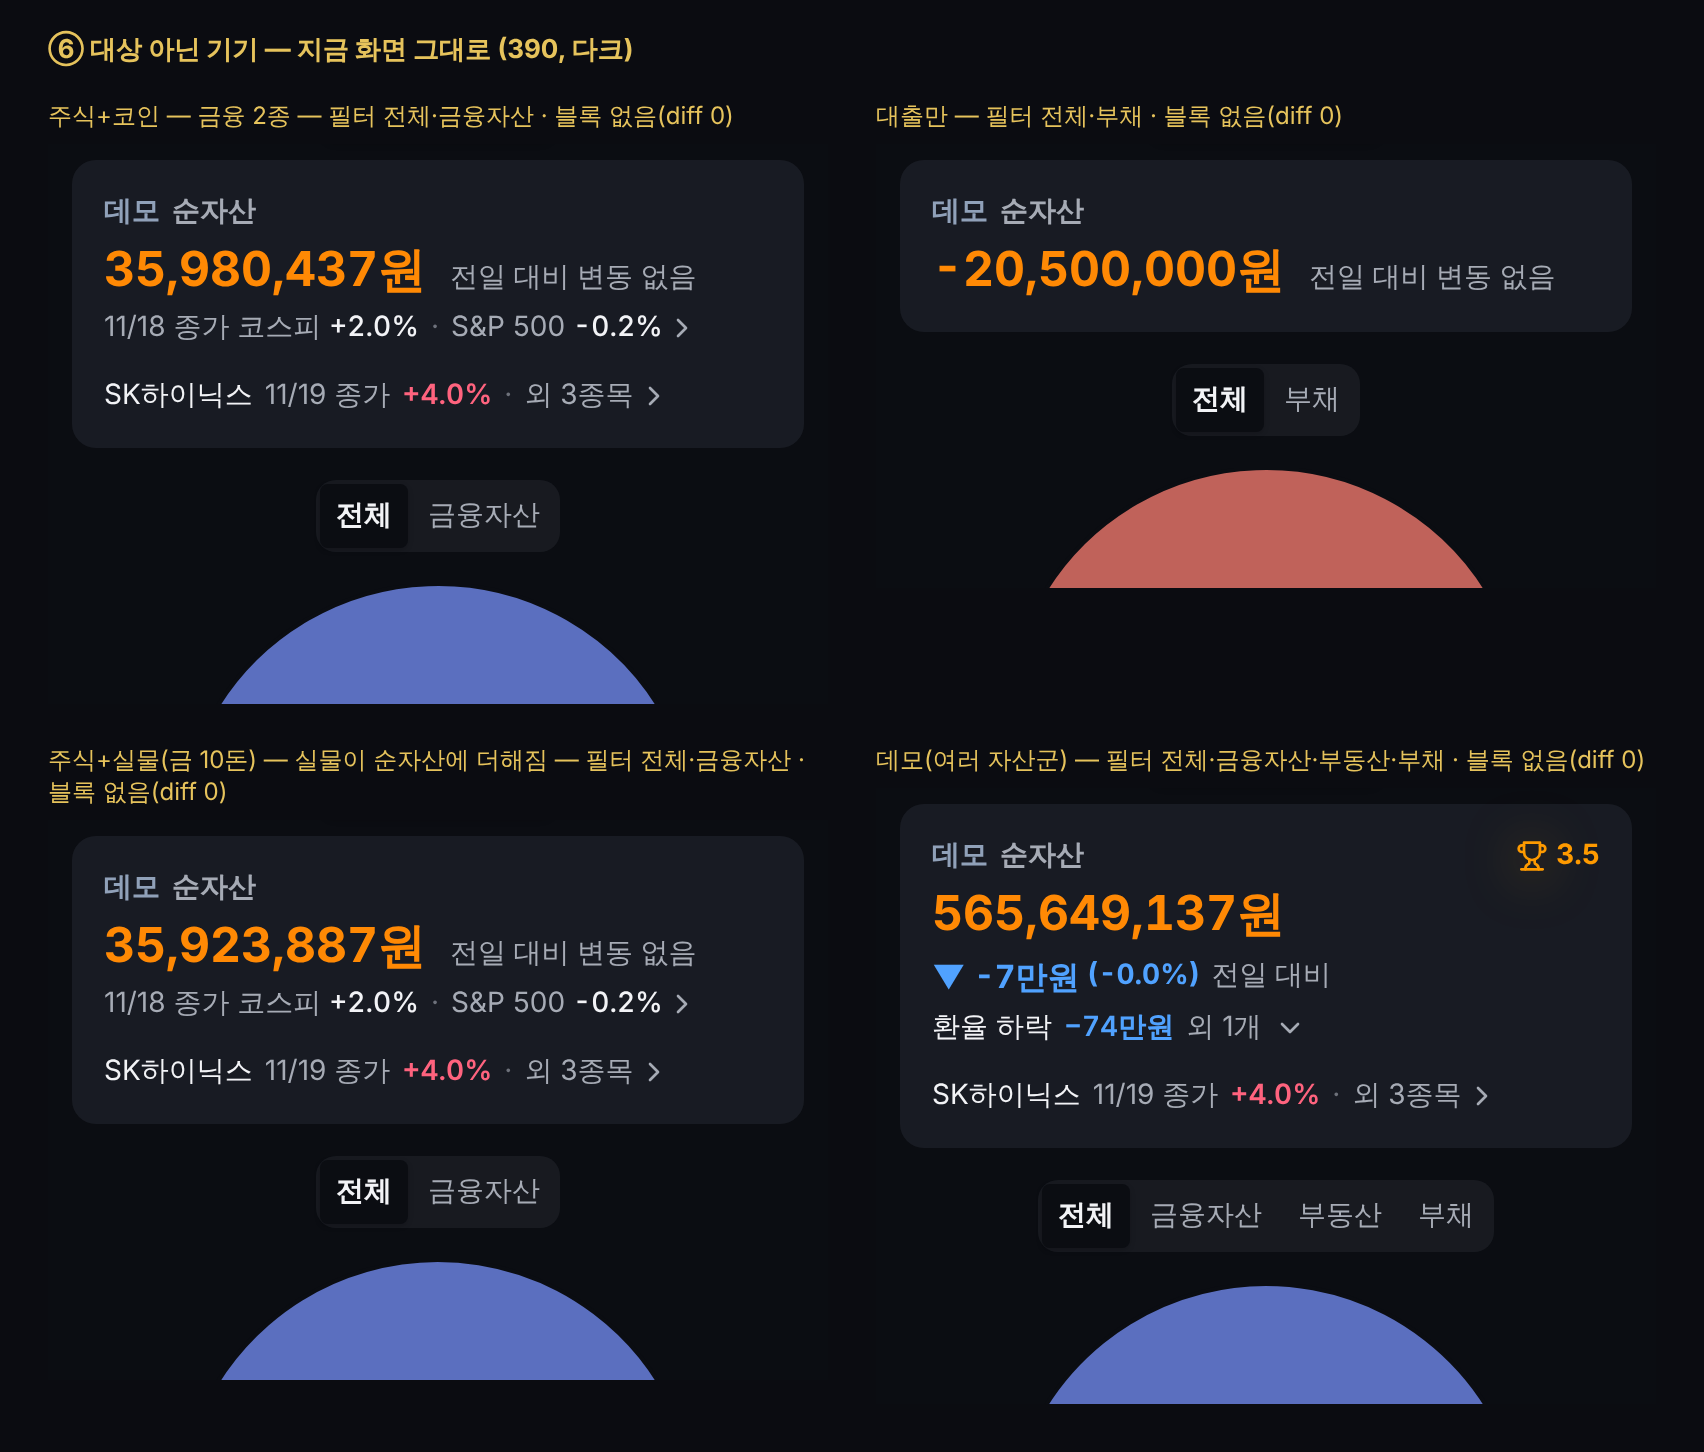 ⑥ 대상 아닌 기기 — 지금 화면 그대로 (390, 다크)
주식+코인 — 금융 2종 — 필터 전체·금융자산 · 블록 없음(diff 0)
데모 순자산
35,980,437원 전일 대비 변동 없음
11/18 종가 코스피 +2.0% · S&P 500 -0.2% >
SK하이닉스 11/19 종가 +4.0% · 외 3종목 >
전체 금융자산
대출만 — 필터 전체·부채 · 블록 없음(diff 0)
데모 순자산
-20,500,000원 전일 대비 변동 없음
전체 부채
주식+실물(금 10돈) — 실물이 순자산에 더해짐 — 필터 전체·금융자산 ·
블록 없음(diff 0)
데모 순자산
35,923,887원 전일 대비 변동 없음
11/18 종가 코스피 +2.0% · S&P 500 -0.2% >
SK하이닉스 11/19 종가 +4.0% · 외 3종목 >
전체 금융자산
데모(여러 자산군) — 필터 전체·금융자산·부동산·부채 · 블록 없음(diff 0)
데모 순자산 3.5
565,649,137원
▼ -7만원 (-0.0%) 전일 대비
환율 하락 -74만원 외 1개
SK하이닉스 11/19 종가 +4.0% · 외 3종목 >
전체 금융자산 부동산 부채